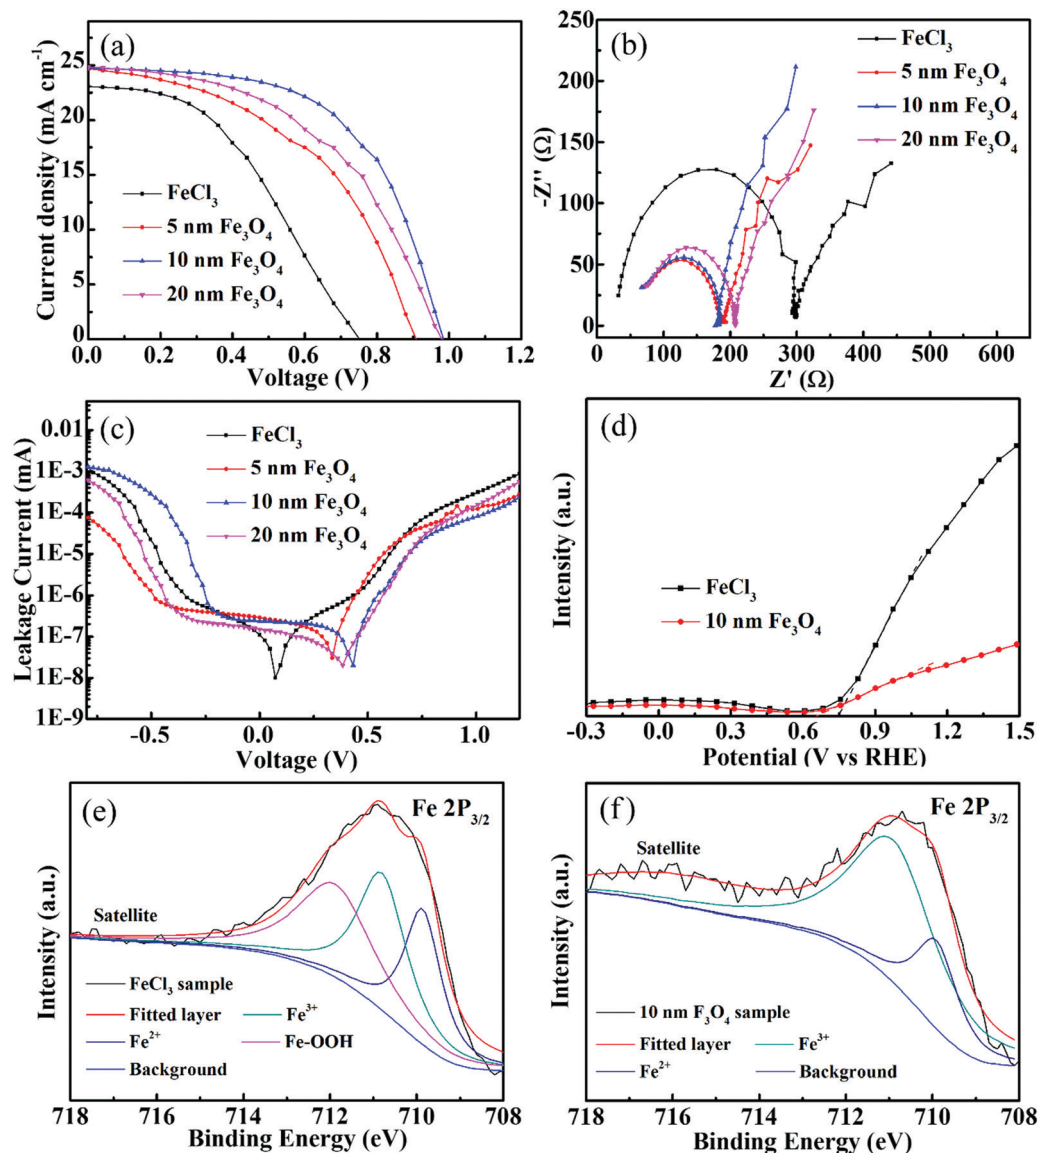 (a)
Current density (mA cm⁻¹)
25
20
15
10
5
0
FeCl₃
5 nm Fe₃O₄
10 nm Fe₃O₄
20 nm Fe₃O₄
0.0 0.2 0.4 0.6 0.8 1.0 1.2
Voltage (V)
(b)
-Z'' (Ω)
-250
-200
-150
-100
-50
0
FeCl₃
5 nm Fe₃O₄
10 nm Fe₃O₄
20 nm Fe₃O₄
0 100 200 300 400 500 600
Z' (Ω)
(c)
Leakage Current (mA)
0.01
1E-3
1E-4
1E-5
1E-6
1E-7
1E-8
1E-9
FeCl₃
5 nm Fe₃O₄
10 nm Fe₃O₄
20 nm Fe₃O₄
-0.5 0.0 0.5 1.0
Voltage (V)
(d)
Intensity (a.u.)
FeCl₃
10 nm Fe₃O₄
-0.3 0.0 0.3 0.6 0.9 1.2 1.5
Potential (V vs RHE)
(e)
Fe 2P₃/₂
Intensity (a.u.)
Satellite
FeCl₃ sample
Fitted layer Fe³⁺
Fe²⁺ Fe-OOH
Background
718 716 714 712 710 708
Binding Energy (eV)
(f)
Fe 2P₃/₂
Intensity (a.u.)
Satellite
10 nm F₃O₄ sample
Fitted layer Fe³⁺
Fe²⁺ Background
718 716 714 712 710 708
Binding Energy (eV)